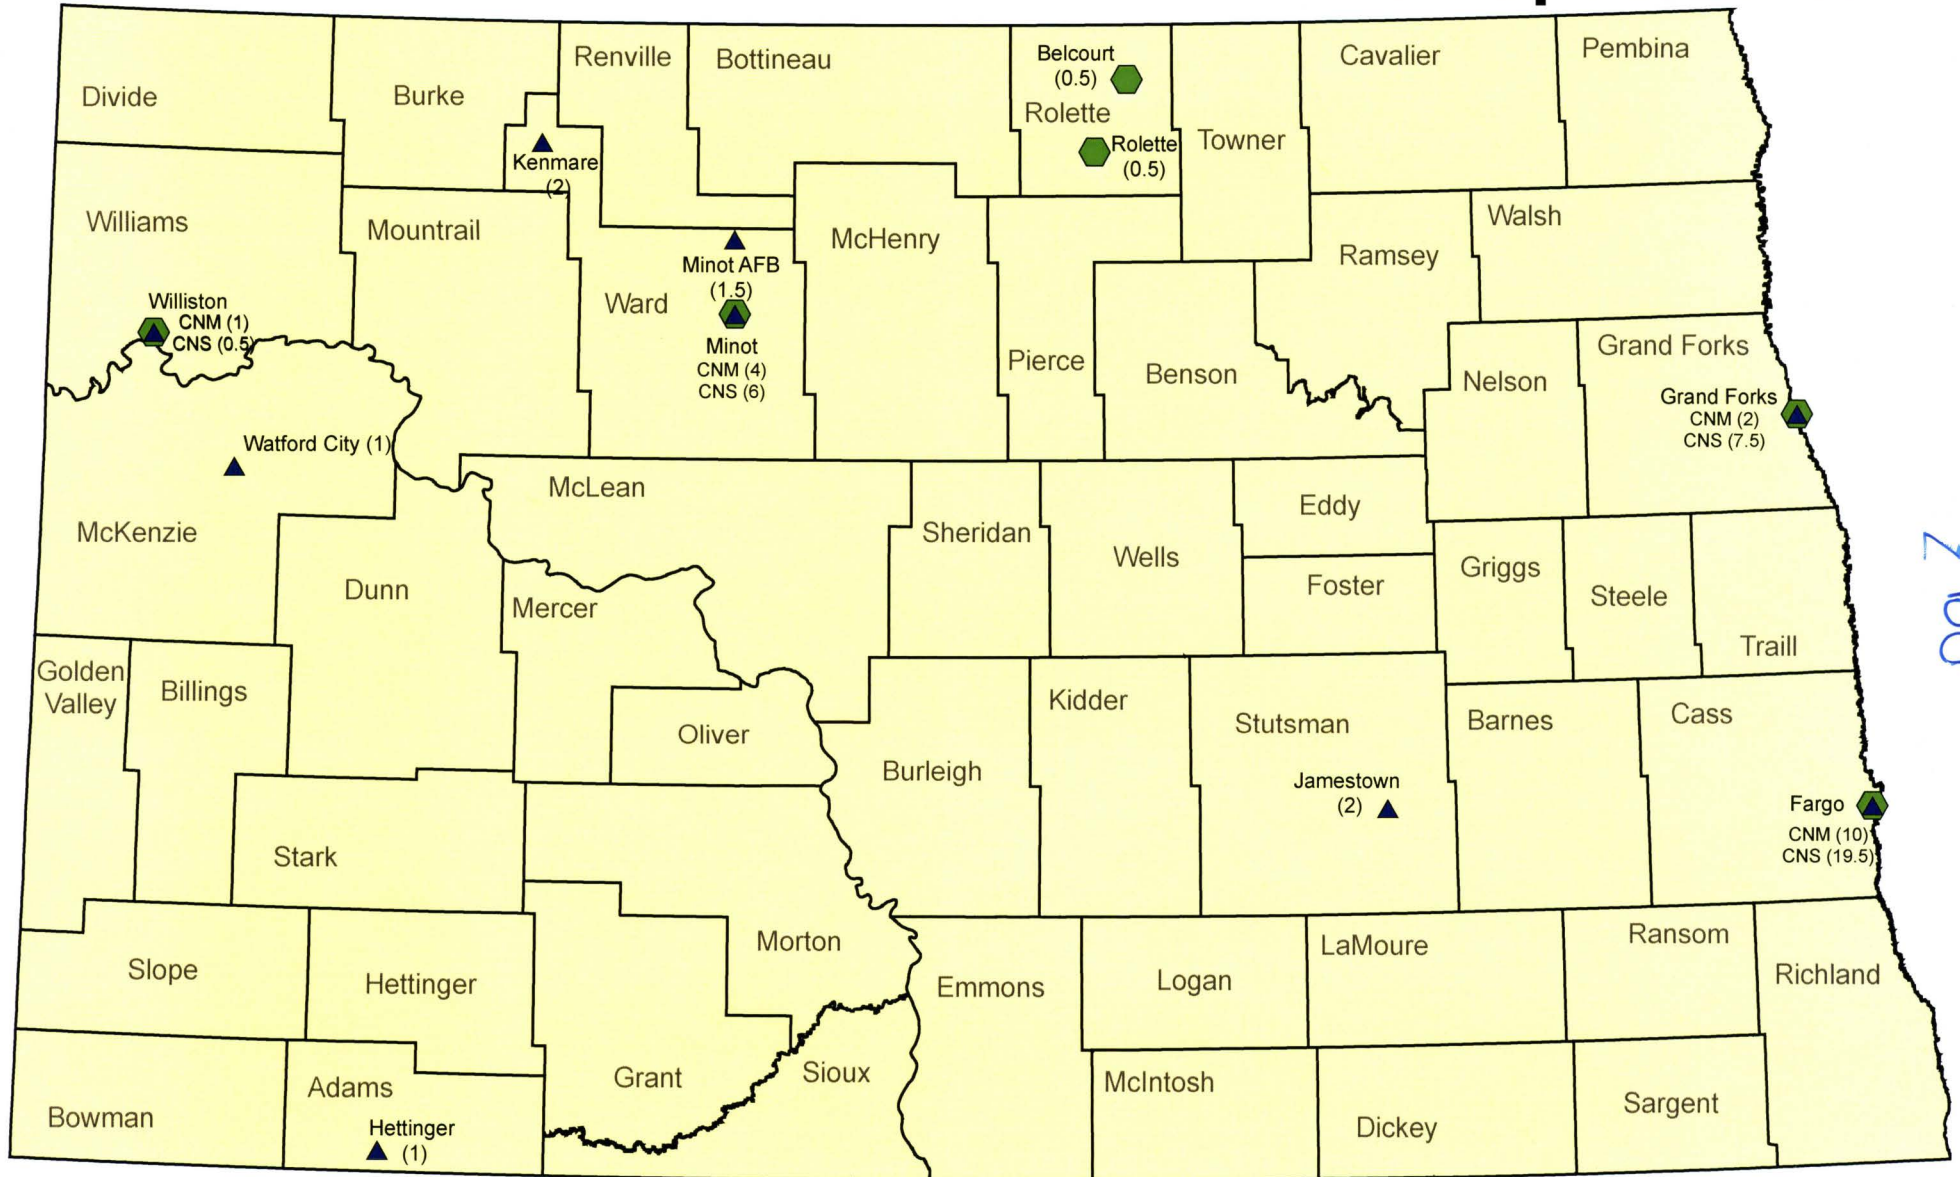 Divide
Burke
Renville
Bottineau
Belcourt
(0.5)
Rolette
Rolette
(0.5)
Towner
Cavalier
Pembina
Kenmare
(2)
Williams
Mountrail
Ward
Minot AFB
(1.5)
Minot
CNM (4)
CNS (6)
McHenry
Pierce
Benson
Ramsey
Walsh
Williston
CNM (1)
CNS (0.5)
Nelson
Grand Forks
Grand Forks
CNM (2)
CNS (7.5)
Watford City (1)
McKenzie
Dunn
McLean
Mercer
Sheridan
Wells
Eddy
Foster
Griggs
Steele
Traill
Golden
Valley
Billings
Oliver
Burleigh
Kidder
Stutsman
Jamestown
(2)
Barnes
Cass
Fargo
CNM (10)
CNS (19.5)
Stark
Slope
Hettinger
Morton
Emmons
Logan
LaMoure
Ransom
Richland
Bowman
Adams
Hettinger
(1)
Grant
Sioux
McIntosh
Dickey
Sargent